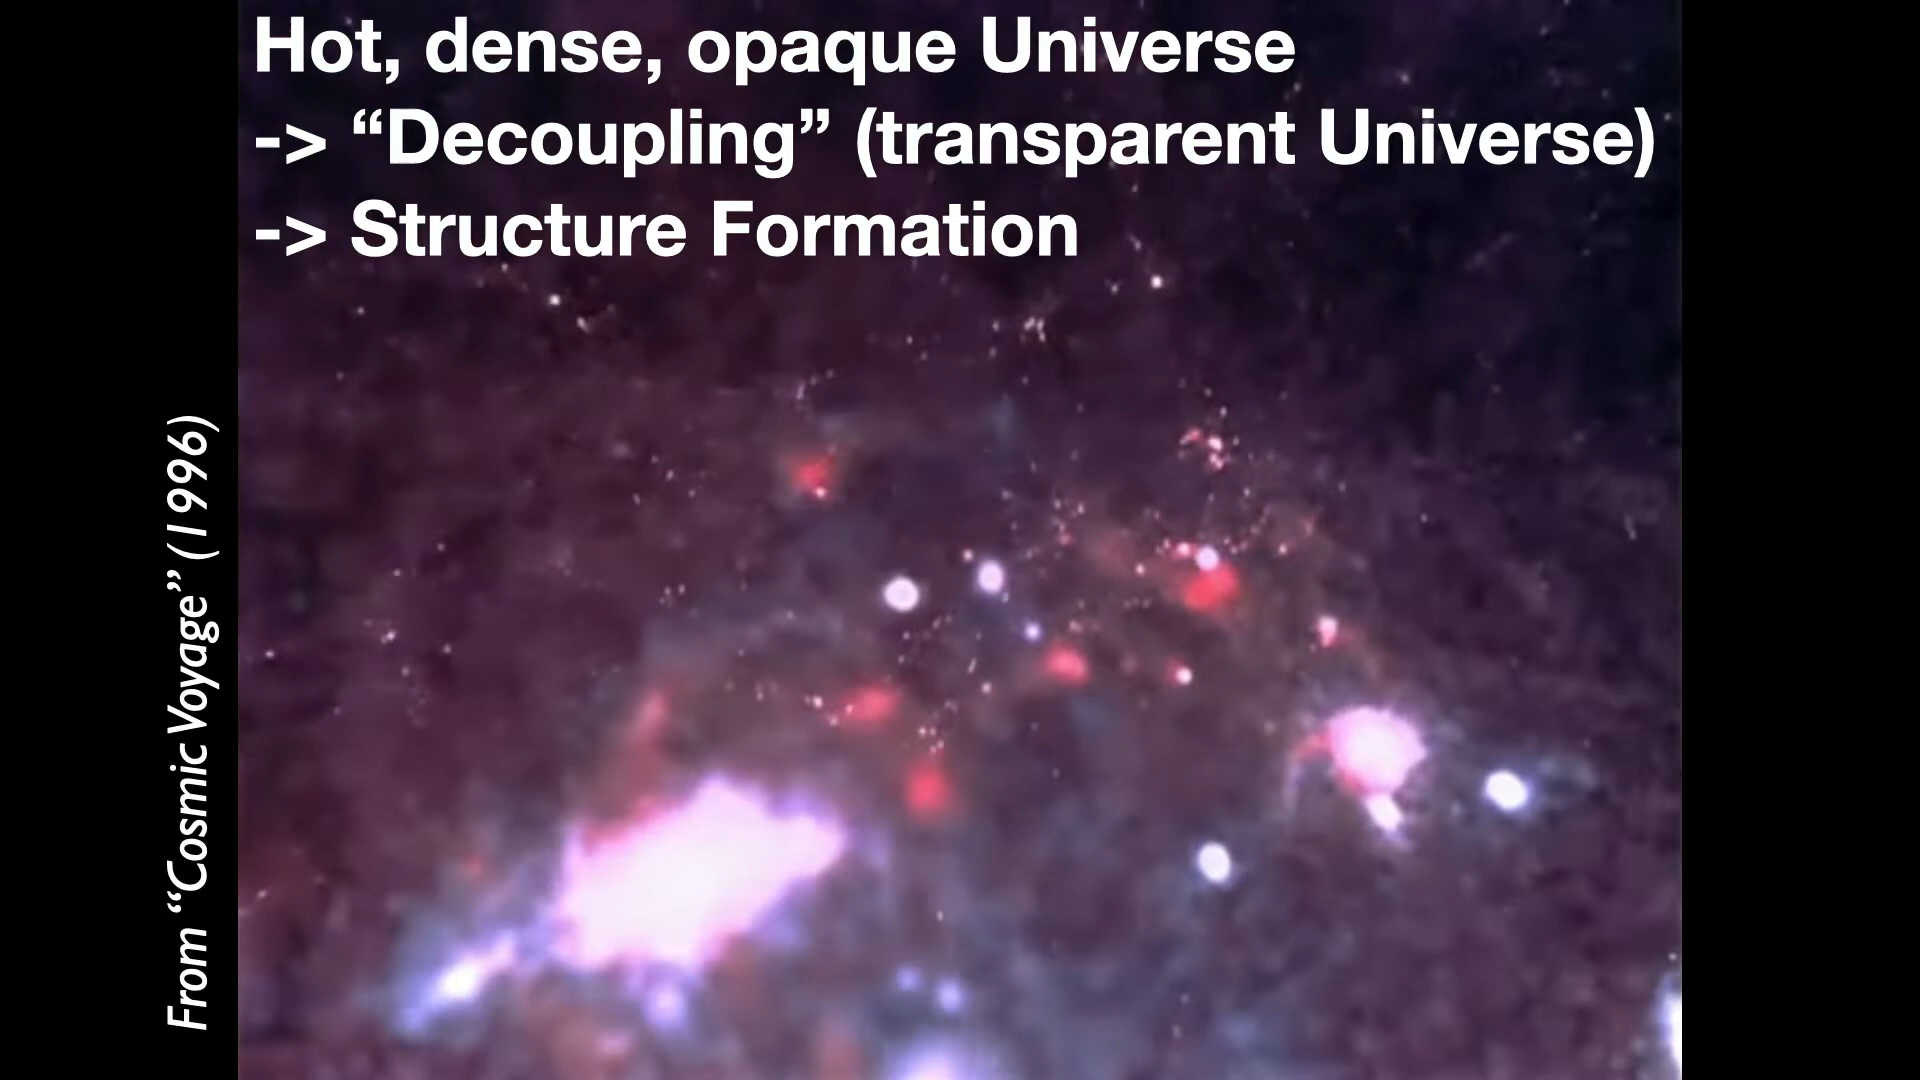 Hot, dense, opaque Universe
-> “Decoupling” (transparent Universe)
-> Structure Formation
From “Cosmic Voyage” (1996)